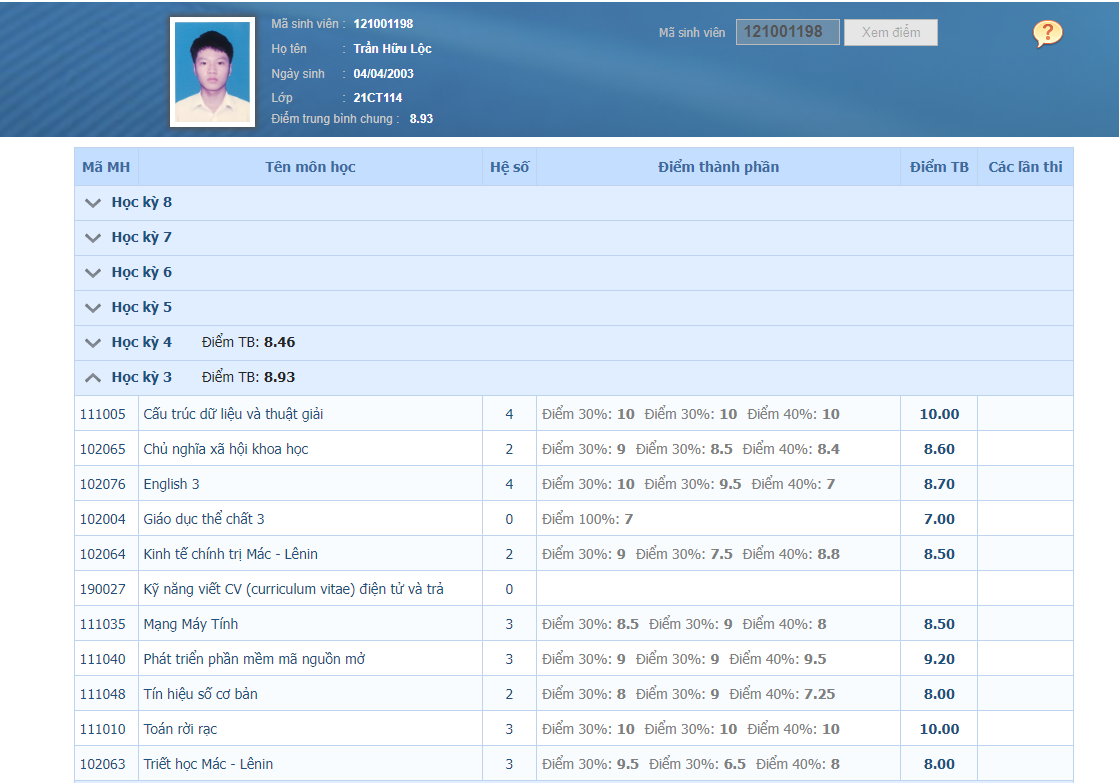 Mã sinh viên : 121001198
Họ tên : Trần Hữu Lộc
Ngày sinh : 04/04/2003
Lớp : 21CT114
Điểm trung bình chung : 8.93
Mã sinh viên 121001198 Xem điểm
?
Mã MH Tên môn học Hệ số Điểm thành phần Điểm TB Các lần thi
Học kỳ 8
Học kỳ 7
Học kỳ 6
Học kỳ 5
Học kỳ 4 Điểm TB: 8.46
Học kỳ 3 Điểm TB: 8.93
111005 Cấu trúc dữ liệu và thuật giải 4 Điểm 30%: 10 Điểm 30%: 10 Điểm 40%: 10 10.00
102065 Chủ nghĩa xã hội khoa học 2 Điểm 30%: 9 Điểm 30%: 8.5 Điểm 40%: 8.4 8.60
102076 English 3 4 Điểm 30%: 10 Điểm 30%: 9.5 Điểm 40%: 7 8.70
102004 Giáo dục thể chất 3 0 Điểm 100%: 7 7.00
102064 Kinh tế chính trị Mác - Lênin 2 Điểm 30%: 9 Điểm 30%: 7.5 Điểm 40%: 8.8 8.50
190027 Kỹ năng viết CV (curriculum vitae) điện tử và trả 0
111035 Mạng Máy Tính 3 Điểm 30%: 8.5 Điểm 30%: 9 Điểm 40%: 8 8.50
111040 Phát triển phần mềm mã nguồn mở 3 Điểm 30%: 9 Điểm 30%: 9 Điểm 40%: 9.5 9.20
111048 Tín hiệu số cơ bản 2 Điểm 30%: 8 Điểm 30%: 9 Điểm 40%: 7.25 8.00
111010 Toán rời rạc 3 Điểm 30%: 10 Điểm 30%: 10 Điểm 40%: 10 10.00
102063 Triết học Mác - Lênin 3 Điểm 30%: 9.5 Điểm 30%: 6.5 Điểm 40%: 8 8.00